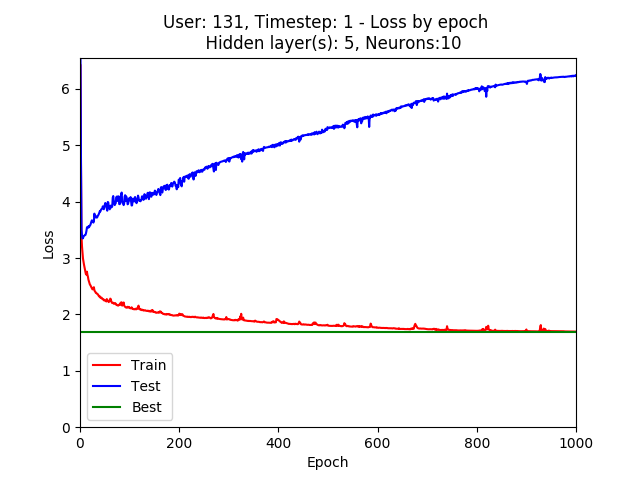 User: 131, Timestep: 1 - Loss by epoch
Hidden layer(s): 5, Neurons:10
6
5
4
3
2
1
0
Loss
Train
Test
Best
0 200 400 600 800 1000
Epoch